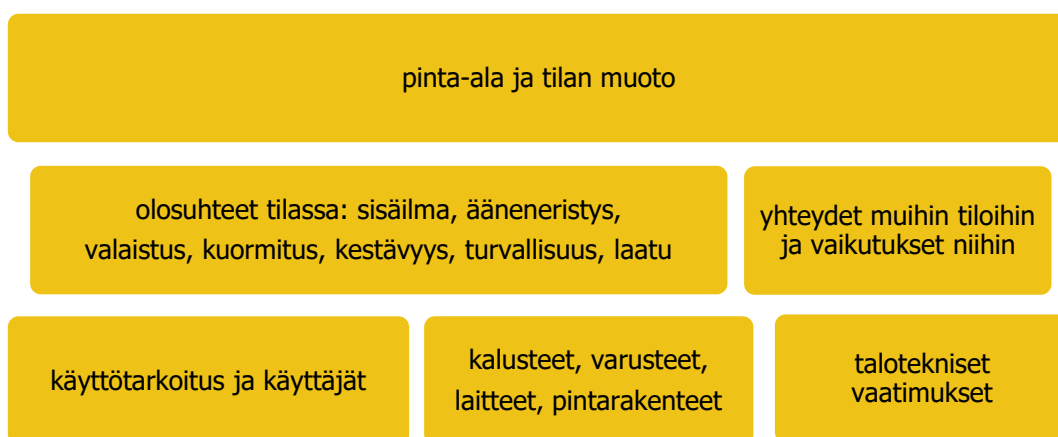 pinta-ala ja tilan muoto
olosuhteet tilassa: sisäilma, ääneneristys,
valaistus, kuormitus, kestävyys, turvallisuus, laatu
yhteydet muihin tiloihin
ja vaikutukset niihin
käyttötarkoitus ja käyttäjät
kalusteet, varusteet,
laitteet, pintarakenteet
talotekniset
vaatimukset